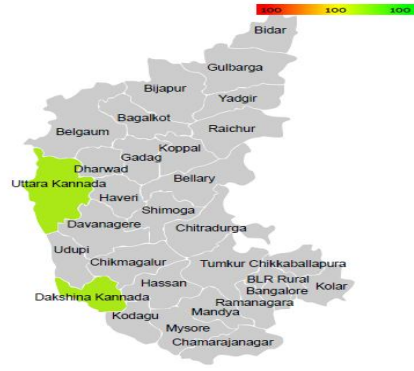 100 100 100
Bidar
Gulbarga
Bijapur
Yadgir
Bagalkot
Raichur
Belgaum
Koppal
Gadag
Dharwad
Bellary
Uttara Kannada
Haveri
Shimoga
Davanagere
Chitradurga
Udupi
Chikmagalur
Tumkur Chikkaballapura
BLR Rural
Hassan
Kolar
Bangalore
Dakshina Kannada
Ramanagara
Mandya
Kodagu
Mysore
Chamarajanagar